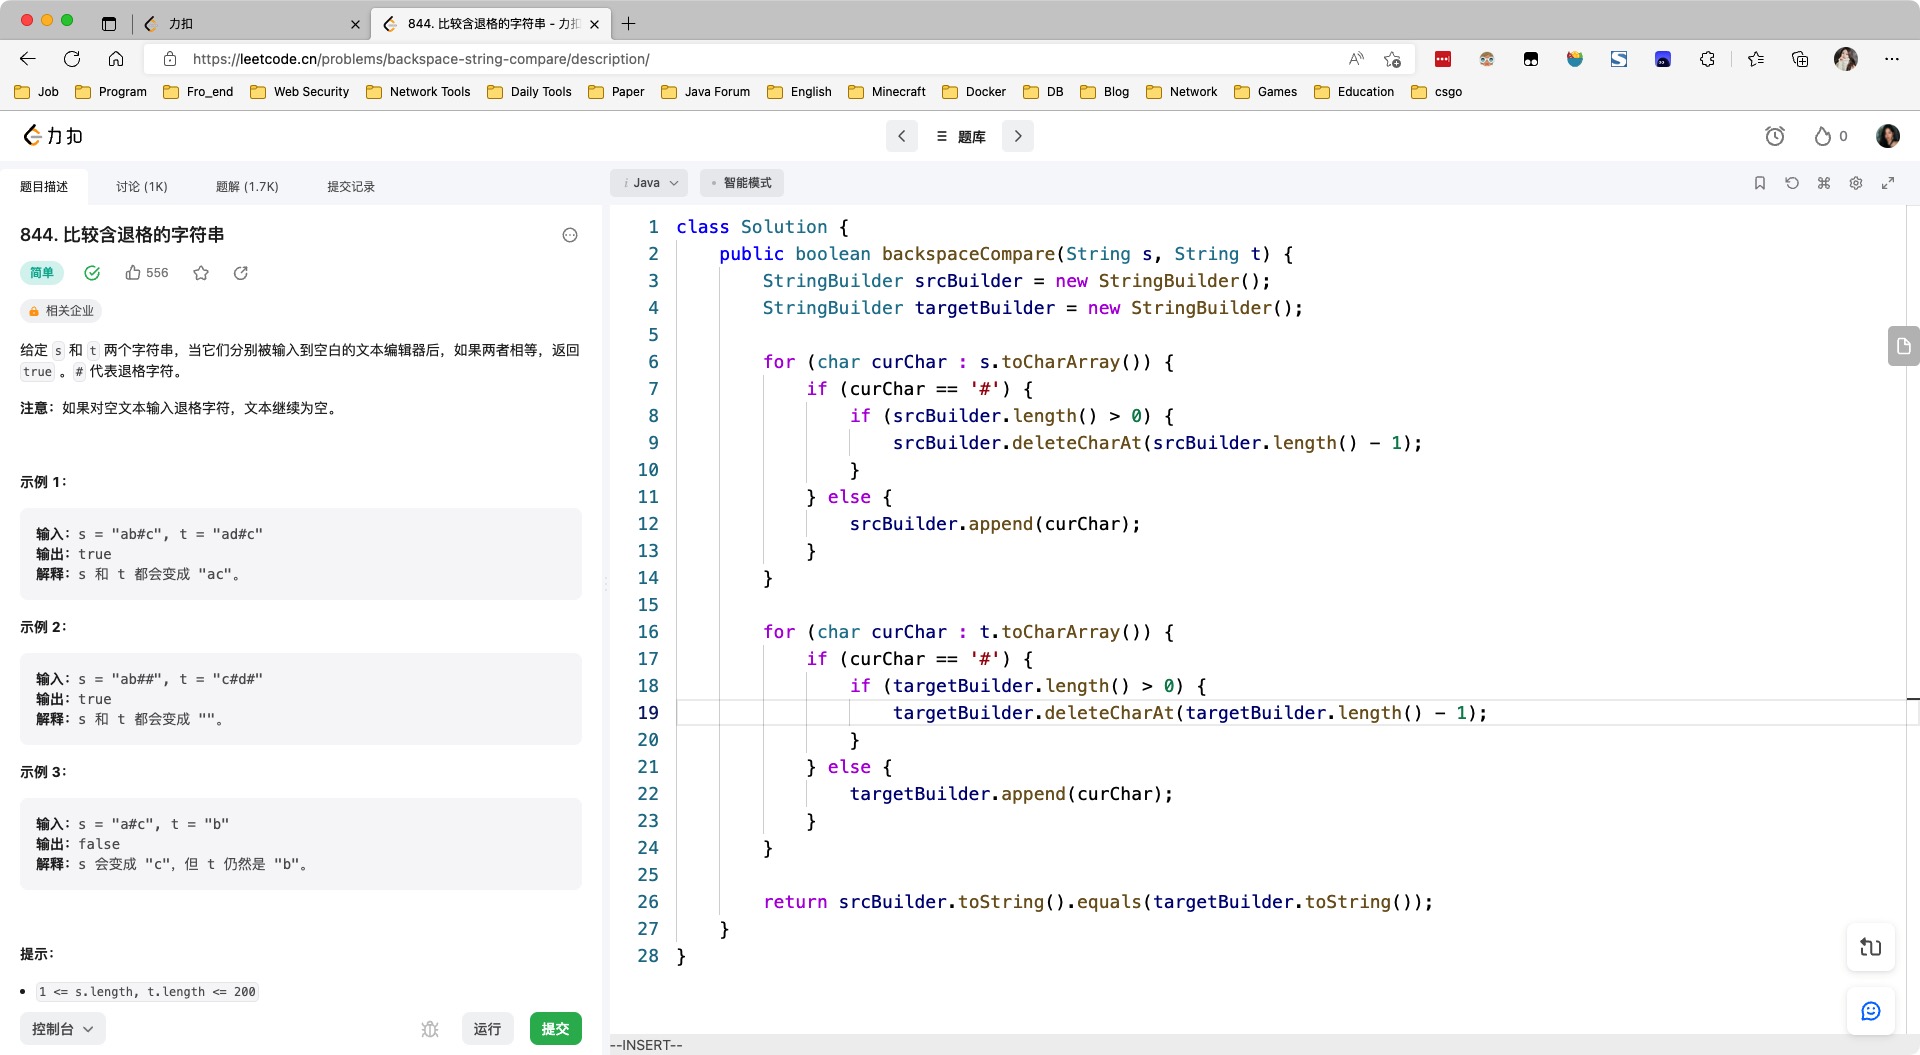 力扣
844. 比较含退格的字符串 - 力扣
https://leetcode.cn/problems/backspace-string-compare/description/
Job Program Fro_end Web Security Network Tools Daily Tools Paper Java Forum English Minecraft Docker DB Blog Network Games Education csgo
力扣
题库
0
题目描述 讨论 (1K) 题解 (1.7K) 提交记录
844. 比较含退格的字符串
简单 556
相关企业
给定 s 和 t 两个字符串，当它们分别被输入到空白的文本编辑器后，如果两者相等，返回
true 。# 代表退格字符。
注意：如果对空文本输入退格字符，文本继续为空。
示例 1：
输入：s = "ab#c", t = "ad#c"
输出：true
解释：s 和 t 都会变成 "ac"。
示例 2：
输入：s = "ab##", t = "c#d#"
输出：true
解释：s 和 t 都会变成 ""。
示例 3：
输入：s = "a#c", t = "b"
输出：false
解释：s 会变成 "c"，但 t 仍然是 "b"。
提示：
• 1 <= s.length, t.length <= 200
控制台 运行 提交
i Java • 智能模式
1 class Solution {
2     public boolean backspaceCompare(String s, String t) {
3         StringBuilder srcBuilder = new StringBuilder();
4         StringBuilder targetBuilder = new StringBuilder();
5
6         for (char curChar : s.toCharArray()) {
7             if (curChar == '#') {
8                 if (srcBuilder.length() > 0) {
9                     srcBuilder.deleteCharAt(srcBuilder.length() - 1);
10                 }
11             } else {
12                 srcBuilder.append(curChar);
13             }
14         }
15
16         for (char curChar : t.toCharArray()) {
17             if (curChar == '#') {
18                 if (targetBuilder.length() > 0) {
19                     targetBuilder.deleteCharAt(targetBuilder.length() - 1);
20                 }
21             } else {
22                 targetBuilder.append(curChar);
23             }
24         }
25
26         return srcBuilder.toString().equals(targetBuilder.toString());
27     }
28 }
--INSERT--